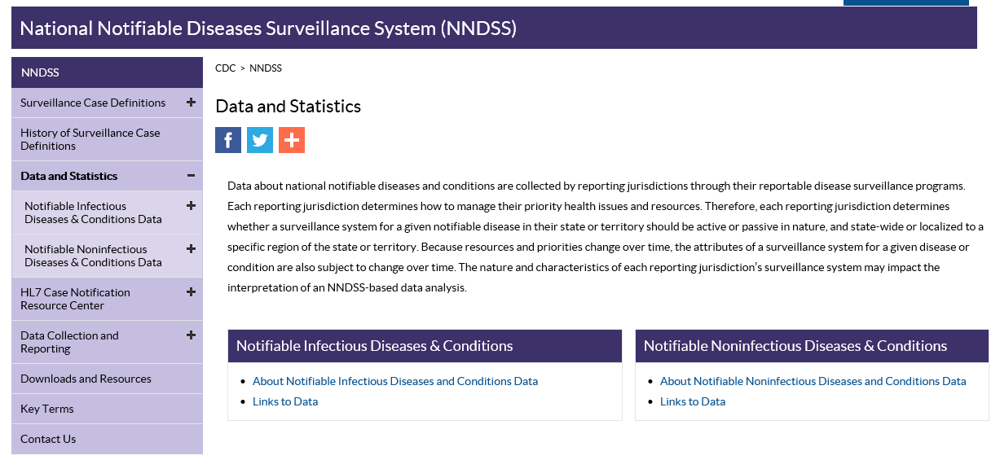 National Notifiable Diseases Surveillance System (NNDSS)
NNDSS
Surveillance Case Definitions
History of Surveillance Case
Definitions
Data and Statistics
Notifiable Infectious
Diseases & Conditions Data
Notifiable Noninfectious
Diseases & Conditions Data
HL7 Case Notification
Resource Center
Data Collection and
Reporting
Downloads and Resources
Key Terms
Contact Us
CDC > NNDSS
Data and Statistics
Data about national notifiable diseases and conditions are collected by reporting jurisdictions through their reportable disease surveillance programs.
Each reporting jurisdiction determines how to manage their priority health issues and resources. Therefore, each reporting jurisdiction determines
whether a surveillance system for a given notifiable disease in their state or territory should be active or passive in nature, and state-wide or localized to a
specific region of the state or territory. Because resources and priorities change over time, the attributes of a surveillance system for a given disease or
condition are also subject to change over time. The nature and characteristics of each reporting jurisdiction's surveillance system may impact the
interpretation of an NNDSS-based data analysis.
Notifiable Infectious Diseases & Conditions
• About Notifiable Infectious Diseases and Conditions Data
• Links to Data
Notifiable Noninfectious Diseases & Conditions
• About Notifiable Noninfectious Diseases and Conditions Data
• Links to Data